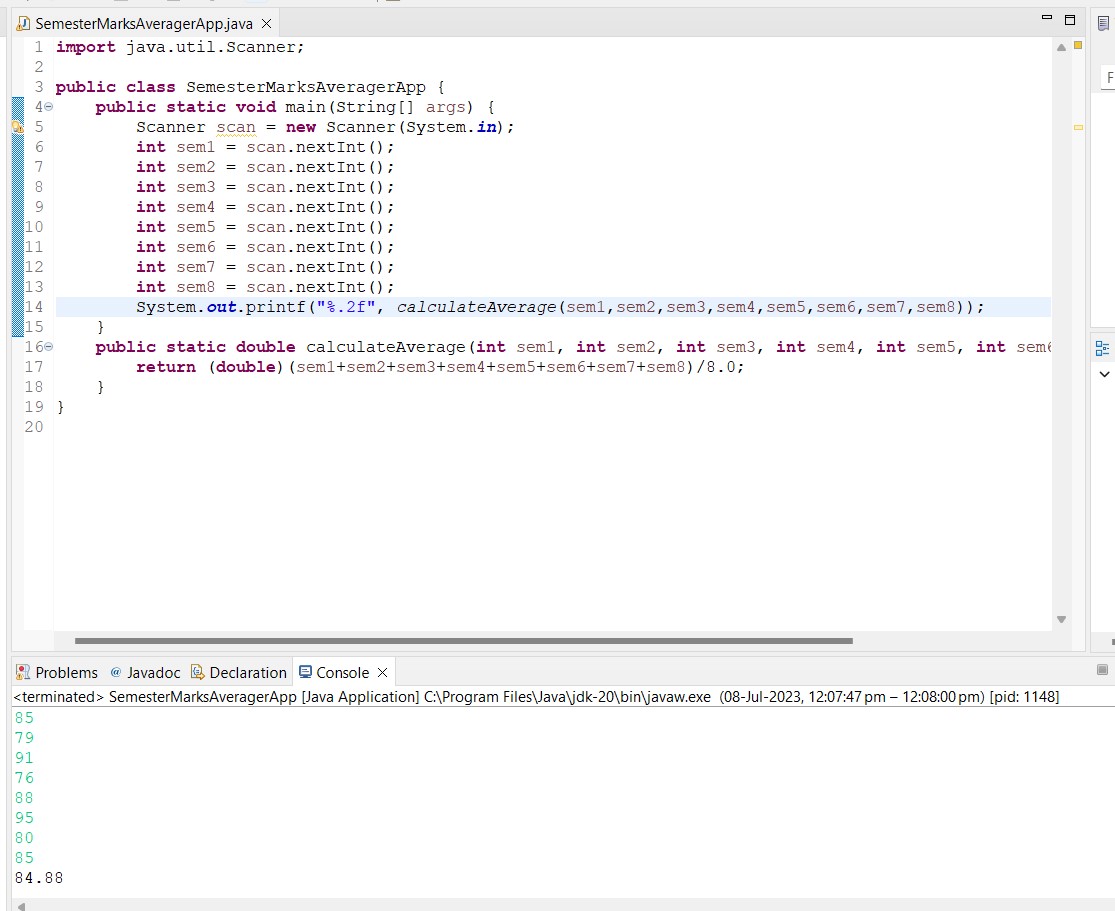 SemesterMarksAveragerApp.java
1 import java.util.Scanner;
2
3 public class SemesterMarksAveragerApp {
4 public static void main(String[] args) {
5 Scanner scan = new Scanner(System.in);
6 int sem1 = scan.nextInt();
7 int sem2 = scan.nextInt();
8 int sem3 = scan.nextInt();
9 int sem4 = scan.nextInt();
10 int sem5 = scan.nextInt();
11 int sem6 = scan.nextInt();
12 int sem7 = scan.nextInt();
13 int sem8 = scan.nextInt();
14 System.out.printf("%.2f", calculateAverage(sem1,sem2,sem3,sem4,sem5,sem6,sem7,sem8));
15 }
16 public static double calculateAverage(int sem1, int sem2, int sem3, int sem4, int sem5, int sem
17 return (double)(sem1+sem2+sem3+sem4+sem5+sem6+sem7+sem8)/8.0;
18 }
19 }
20
F
Problems @ Javadoc Declaration Console
<terminated> SemesterMarksAveragerApp [Java Application] C:\Program Files\Java\jdk-20\bin\javaw.exe (08-Jul-2023, 12:07:47 pm – 12:08:00 pm) [pid: 1148]
85
79
91
76
88
95
80
85
84.88